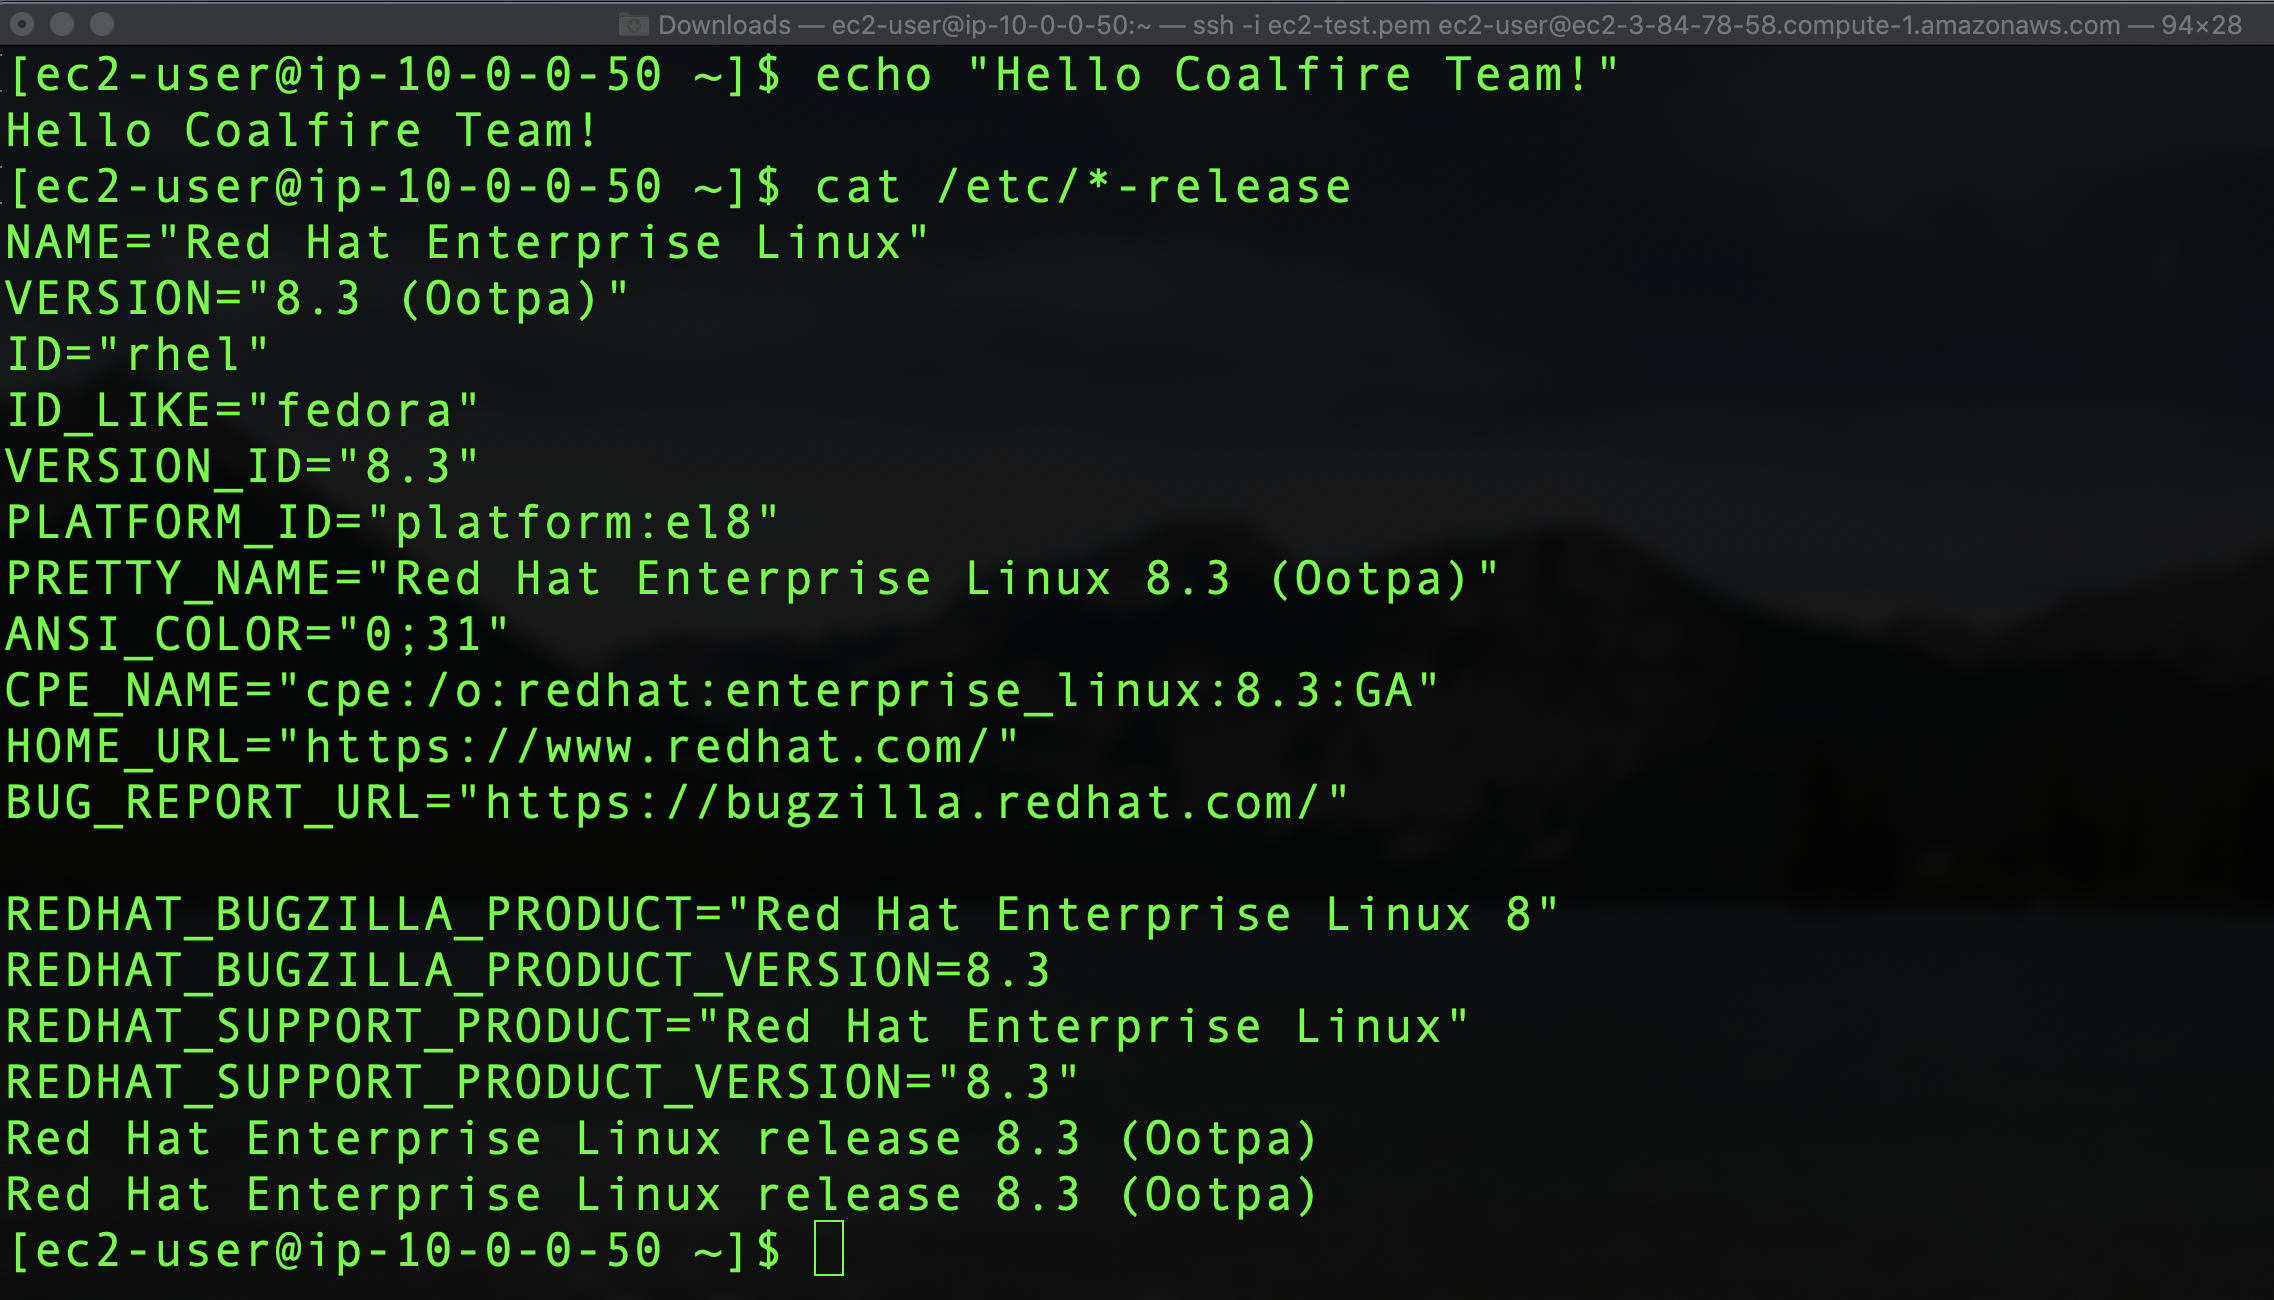 Downloads — ec2-user@ip-10-0-0-50:~ — ssh -i ec2-test.pem ec2-user@ec2-3-84-78-58.compute-1.amazonaws.com — 94×28
[ec2-user@ip-10-0-0-50 ~]$ echo "Hello Coalfire Team!"
Hello Coalfire Team!
[ec2-user@ip-10-0-0-50 ~]$ cat /etc/*-release
NAME="Red Hat Enterprise Linux"
VERSION="8.3 (Ootpa)"
ID="rhel"
ID_LIKE="fedora"
VERSION_ID="8.3"
PLATFORM_ID="platform:el8"
PRETTY_NAME="Red Hat Enterprise Linux 8.3 (Ootpa)"
ANSI_COLOR="0;31"
CPE_NAME="cpe:/o:redhat:enterprise_linux:8.3:GA"
HOME_URL="https://www.redhat.com/"
BUG_REPORT_URL="https://bugzilla.redhat.com/"

REDHAT_BUGZILLA_PRODUCT="Red Hat Enterprise Linux 8"
REDHAT_BUGZILLA_PRODUCT_VERSION=8.3
REDHAT_SUPPORT_PRODUCT="Red Hat Enterprise Linux"
REDHAT_SUPPORT_PRODUCT_VERSION="8.3"
Red Hat Enterprise Linux release 8.3 (Ootpa)
Red Hat Enterprise Linux release 8.3 (Ootpa)
[ec2-user@ip-10-0-0-50 ~]$